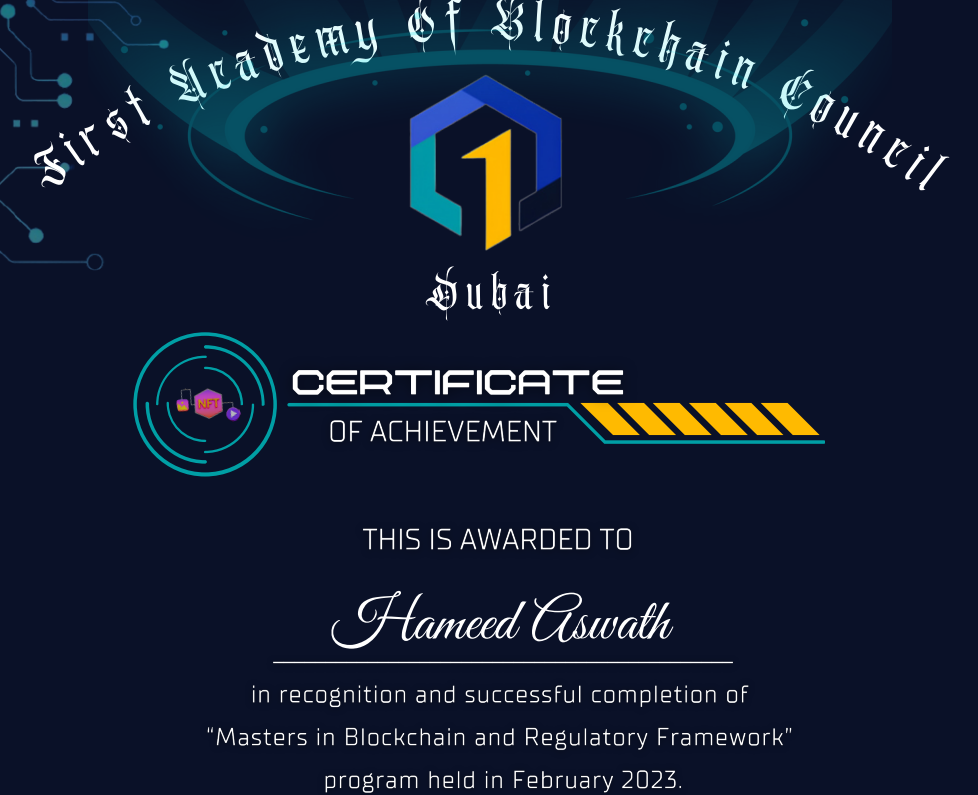 First Academy Of Blockchain Council
1
Dubai
NFT
CERTIFICATE
OF ACHIEVEMENT
THIS IS AWARDED TO
Hameed Aswath
in recognition and successful completion of
“Masters in Blockchain and Regulatory Framework”
program held in February 2023.